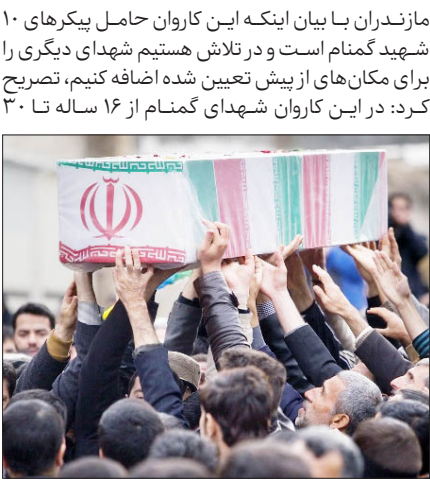 مازندران با بیان اینکه این کاروان حامل پیکرهای ۱۰
شهید گمنام است و در تلاش هستیم شهدای دیگری را
برای مکان‌های از پیش تعیین شده اضافه کنیم، تصریح
کرد: در این کاروان شهدای گمنام از ۱۶ ساله تا ۳۰